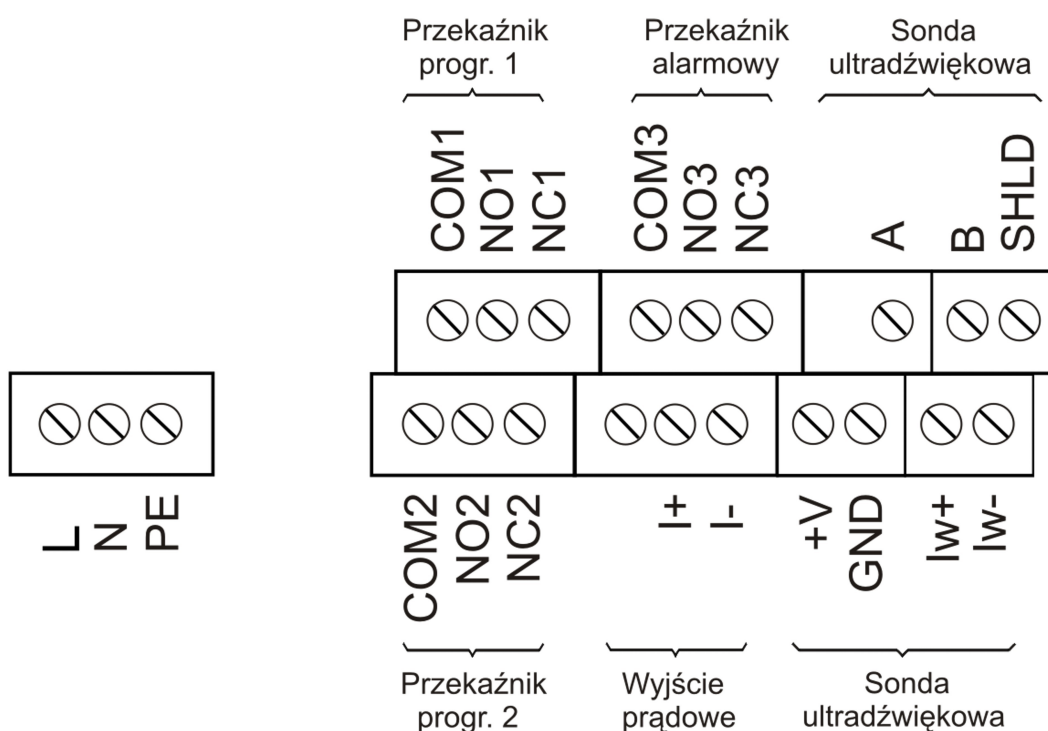 Przekaźnik
progr. 1
Przekaźnik
alarmowy
Sonda
ultradźwiękowa
COM1
NO1
NC1
COM3
NO3
NC3
A
B
SHLD
L
N
PE
COM2
NO2
NC2
I+
I-
+V
GND
Iw+
Iw-
Przekaźnik
progr. 2
Wyjście
prądowe
Sonda
ultradźwiękowa